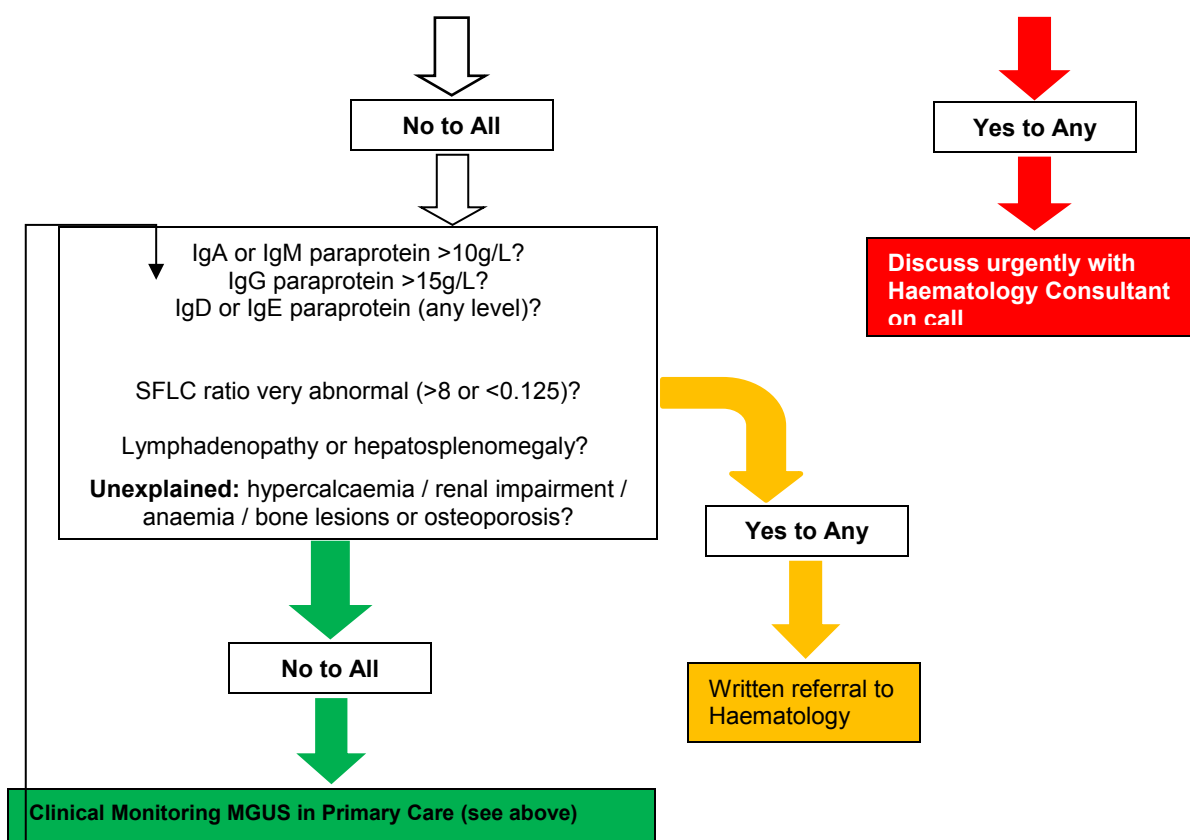 No to All
Yes to Any
IgA or IgM paraprotein >10g/L?
IgG paraprotein >15g/L?
IgD or IgE paraprotein (any level)?
SFLC ratio very abnormal (>8 or <0.125)?
Lymphadenopathy or hepatosplenomegaly?
Unexplained: hypercalcaemia / renal impairment /
anaemia / bone lesions or osteoporosis?
Discuss urgently with
Haematology Consultant
on call
Yes to Any
Written referral to
Haematology
No to All
Clinical Monitoring MGUS in Primary Care (see above)